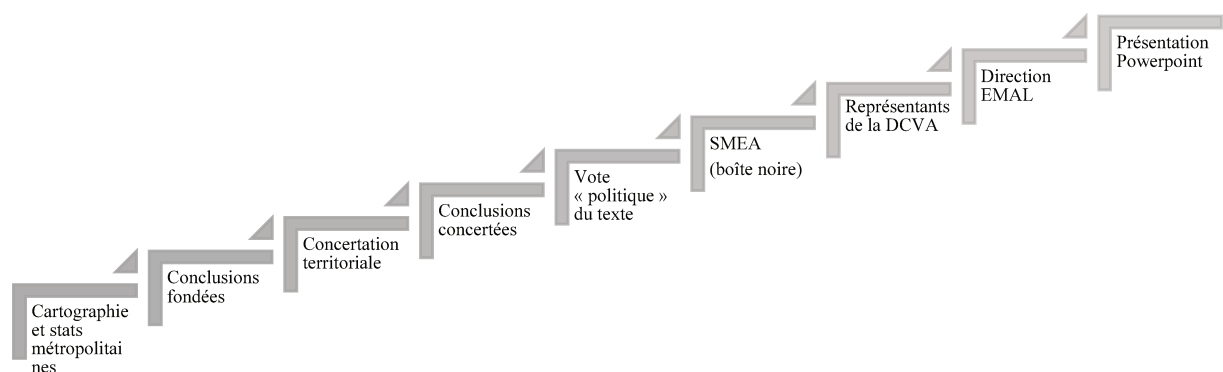 Cartographie
et stats
métropolitai
nes
Conclusions
fondées
Concertation
territoriale
Conclusions
concertées
Vote
« politique »
du texte
SMEA
(boîte noire)
Représentants
de la DCVA
Direction
EMAL
Présentation
Powerpoint